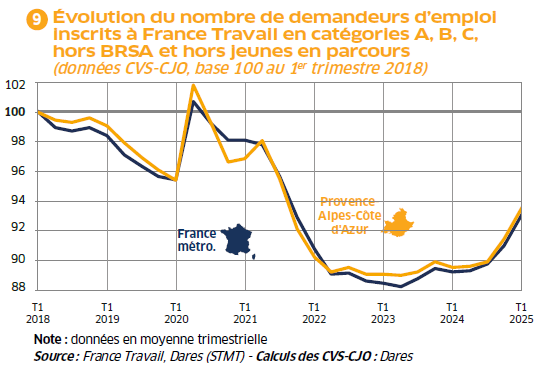 9 Évolution du nombre de demandeurs d'emploi
inscrits à France Travail en catégories A, B, C,
hors BRSA et hors jeunes en parcours
(données CVS-CJO, base 100 au 1er trimestre 2018)
102
100
98
96
94
92
90
88
Provence
Alpes-Côte
d'Azur
France
métro.
T1 T1 T1 T1 T1 T1 T1 T1
2018 2019 2020 2021 2022 2023 2024 2025
Note : données en moyenne trimestrielle
Source : France Travail, Dares (STMT) - Calculs des CVS-CJO : Dares